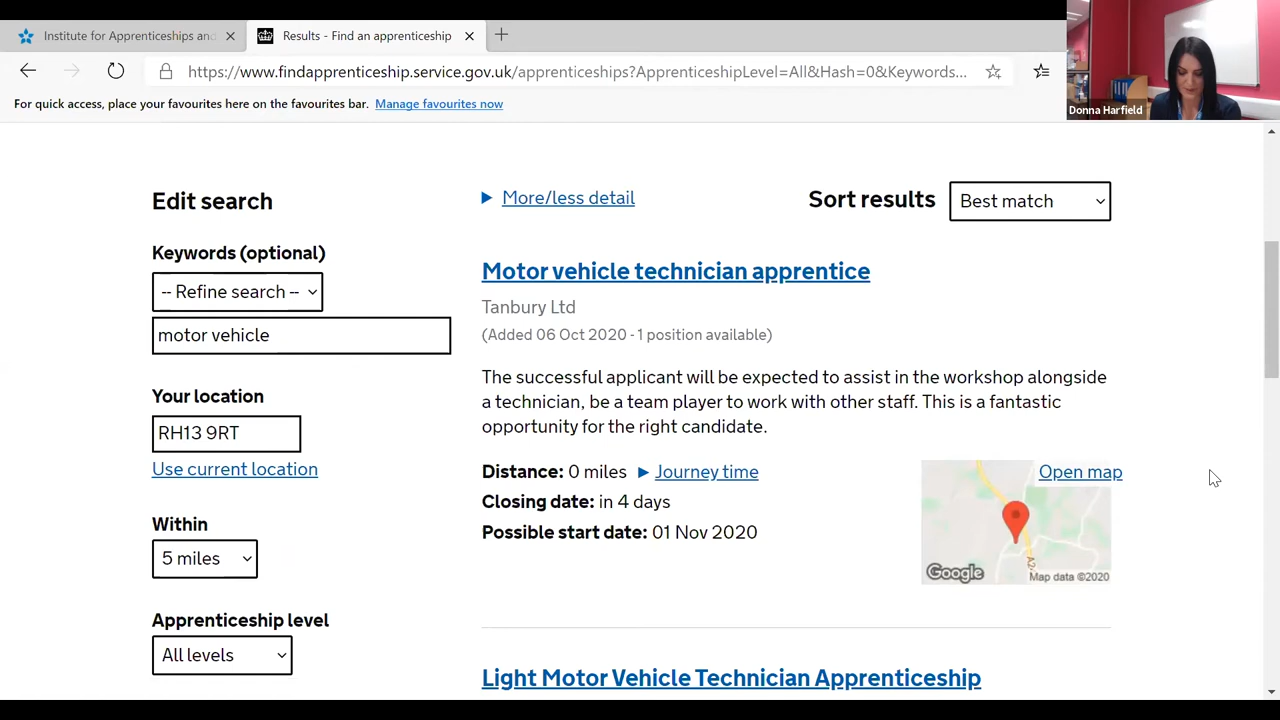 Institute for Apprenticeships and
Results - Find an apprenticeship
https://www.findapprenticeship.service.gov.uk/apprenticeships?ApprenticeshipLevel=All&Hash=0&Keywords...
For quick access, place your favourites here on the favourites bar. Manage favourites now
Donna Harfield
Edit search
More/less detail
Sort results
Best match
Keywords (optional)
-- Refine search --
motor vehicle
Your location
RH13 9RT
Use current location
Within
5 miles
Apprenticeship level
All levels
Motor vehicle technician apprentice
Tanbury Ltd
(Added 06 Oct 2020 - 1 position available)
The successful applicant will be expected to assist in the workshop alongside
a technician, be a team player to work with other staff. This is a fantastic
opportunity for the right candidate.
Distance: 0 miles Journey time
Closing date: in 4 days
Possible start date: 01 Nov 2020
Open map
A2
Google
Map data ©2020
Light Motor Vehicle Technician Apprenticeship